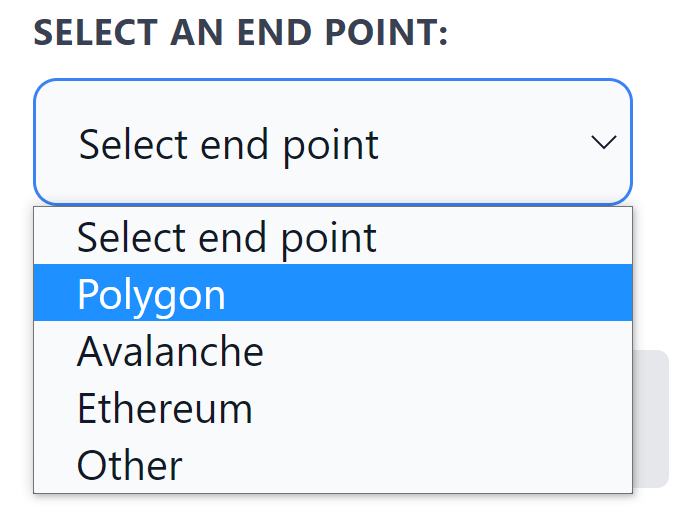 SELECT AN END POINT:
Select end point
Select end point
Polygon
Avalanche
Ethereum
Other